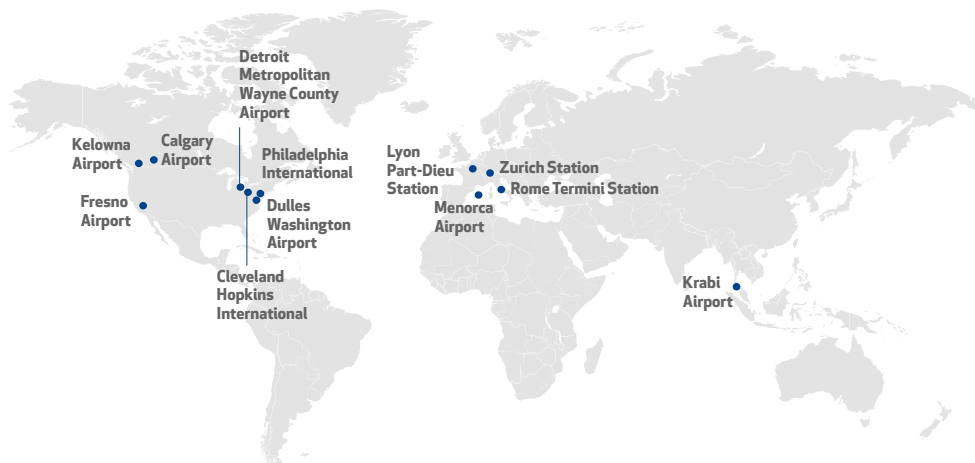 Detroit
Metropolitan
Wayne County
Airport
Kelowna
Airport
Calgary
Airport
Philadelphia
International
Fresno
Airport
Dulles
Washington
Airport
Cleveland
Hopkins
International
Lyon
Part-Dieu
Station
Zurich Station
Rome Termini Station
Menorca
Airport
Krabi
Airport